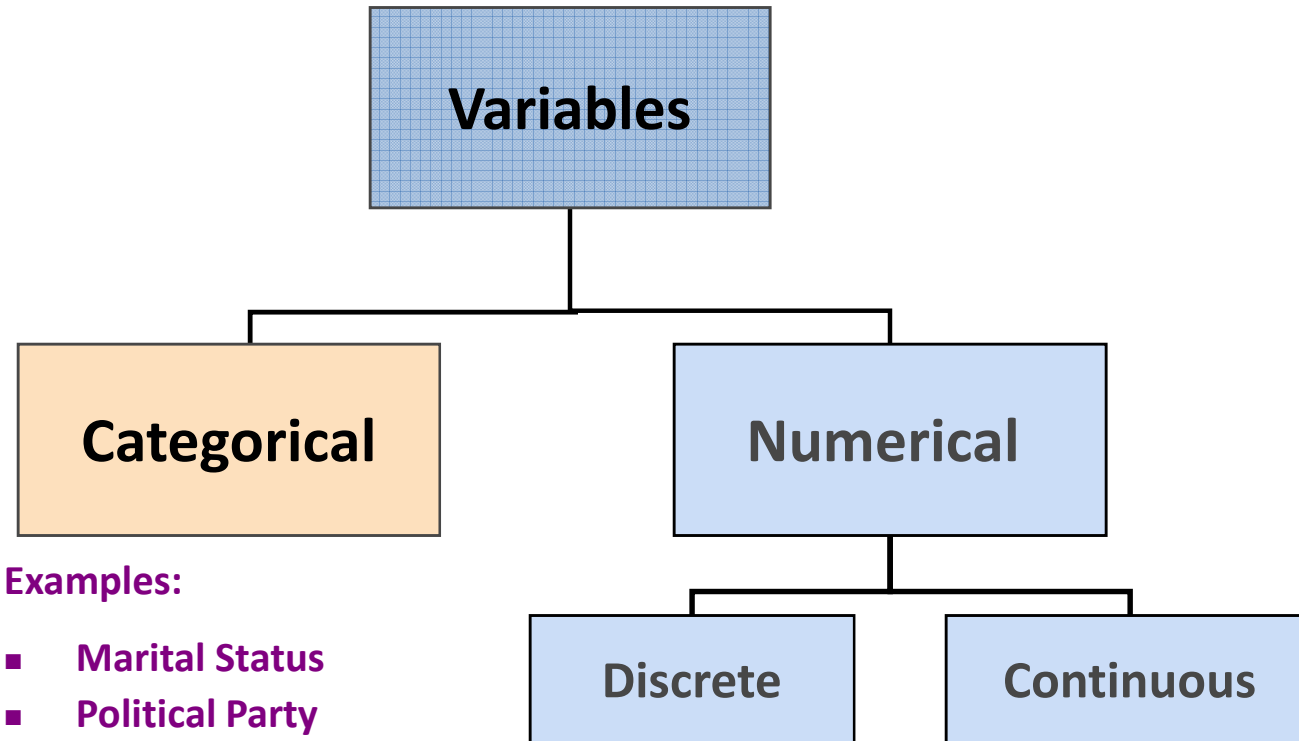 Variables
Categorical
Numerical
Examples:
■ Marital Status
■ Political Party
Discrete
Continuous